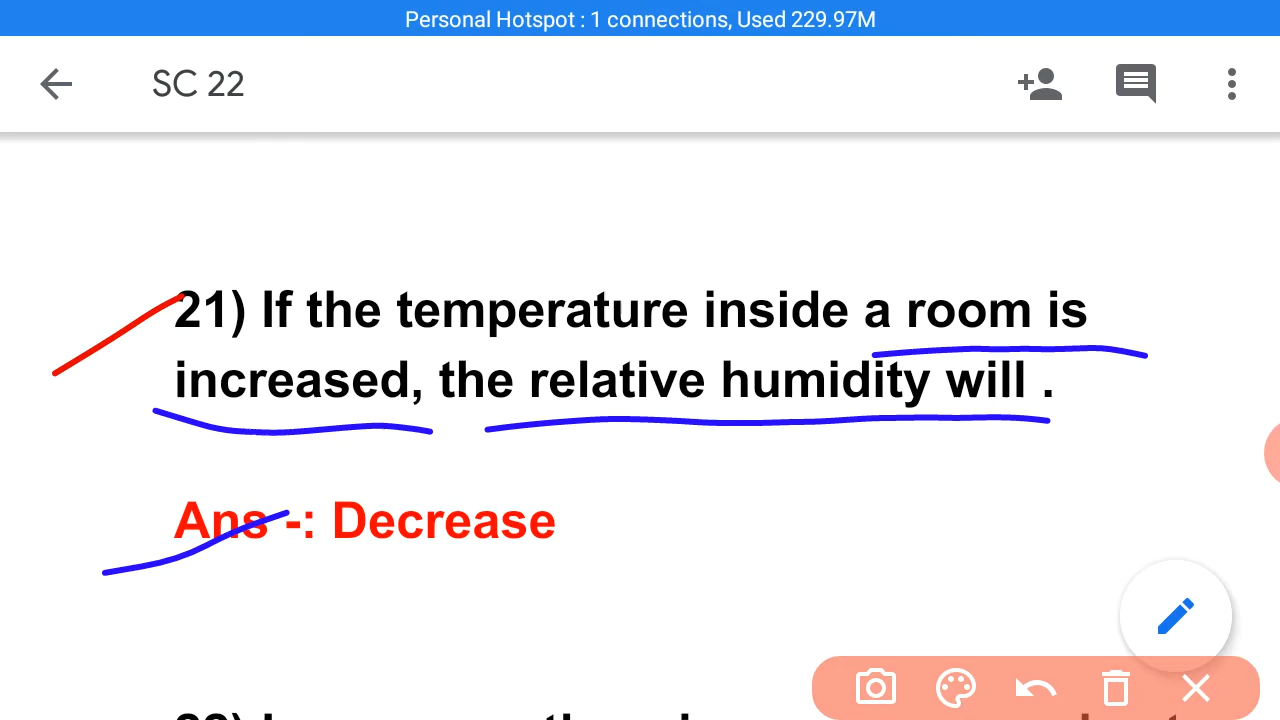 Personal Hotspot : 1 connections, Used 229.97M
SC 22
21) If the temperature inside a room is
increased, the relative humidity will .
Ans -: Decrease